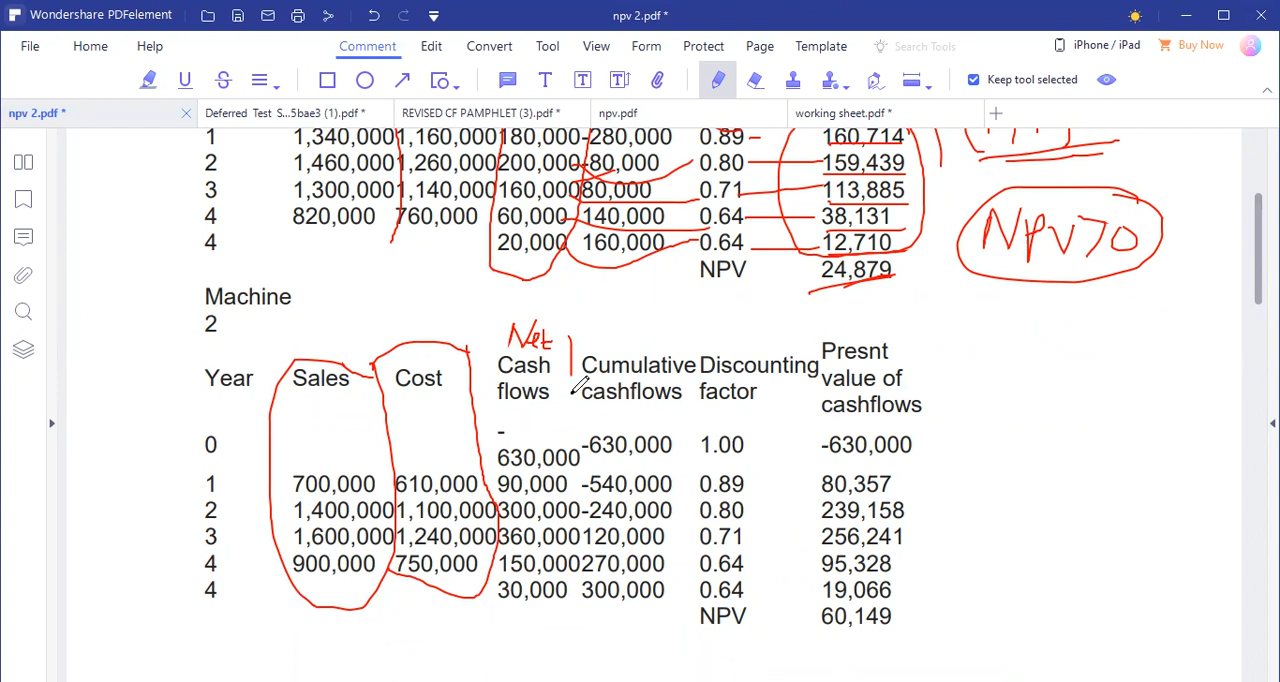 Wondershare PDFelement
npv 2.pdf *
File Home Help Comment Edit Convert Tool View Form Protect Page Template Search Tools iPhone / iPad Buy Now
Keep tool selected
npv 2.pdf * Deferred Test S...5bae3 (1).pdf * REVISED CF PAMPHLET (3).pdf * npv.pdf working sheet.pdf *
1 1,340,000 1,160,000 180,000 -280,000 0.89 160,714
2 1,460,000 1,260,000 200,000 -80,000 0.80 159,439
3 1,300,000 1,140,000 160,000 80,000 0.71 113,885
4 820,000 760,000 60,000 140,000 0.64 38,131
4 20,000 160,000 0.64 12,710
NPV 24,879
NPV>0
Machine
2
Net
Year Sales Cost Cash flows Cumulative cashflows Discounting factor Presnt value of cashflows
0 -630,000 -630,000 1.00 -630,000
1 700,000 610,000 90,000 -540,000 0.89 80,357
2 1,400,000 1,100,000 300,000 -240,000 0.80 239,158
3 1,600,000 1,240,000 360,000 120,000 0.71 256,241
4 900,000 750,000 150,000 270,000 0.64 95,328
4 30,000 300,000 0.64 19,066
NPV 60,149